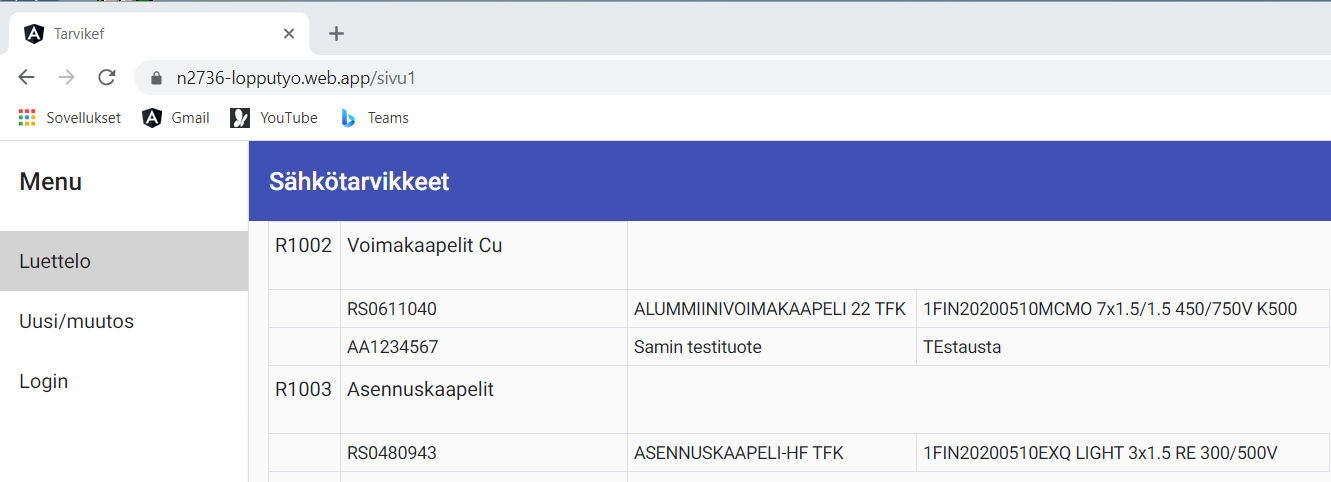 Tarvikef
n2736-lopputyo.web.app/sivu1
Sovellukset Gmail YouTube Teams
Menu
Sähkötarvikkeet
Luettelo
Uusi/muutos
Login
R1002 Voimakaapelit Cu
RS0611040 ALUMMIINIVOIMAKAAPELI 22 TFK 1FIN20200510MCMO 7x1.5/1.5 450/750V K500
AA1234567 Samin testituote TEstausta
R1003 Asennuskaapelit
RS0480943 ASENNUSKAAPELI-HF TFK 1FIN20200510EXQ LIGHT 3x1.5 RE 300/500V